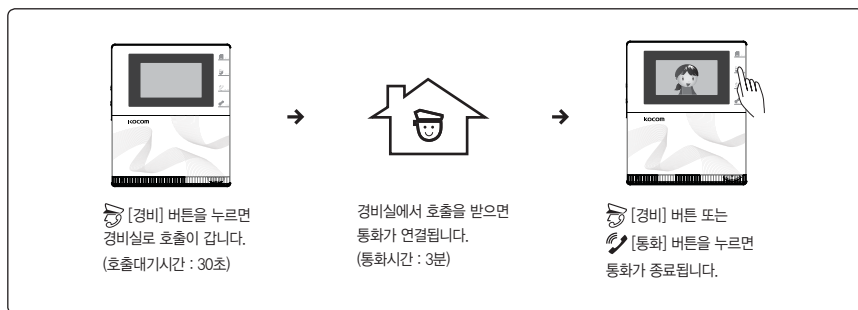 KOCOM
[경비] 버튼을 누르면
경비실로 호출이 갑니다.
(호출대기시간 : 30초)
경비실에서 호출을 받으면
통화가 연결됩니다.
(통화시간 : 3분)
KOCOM
[경비] 버튼 또는
[통화] 버튼을 누르면
통화가 종료됩니다.